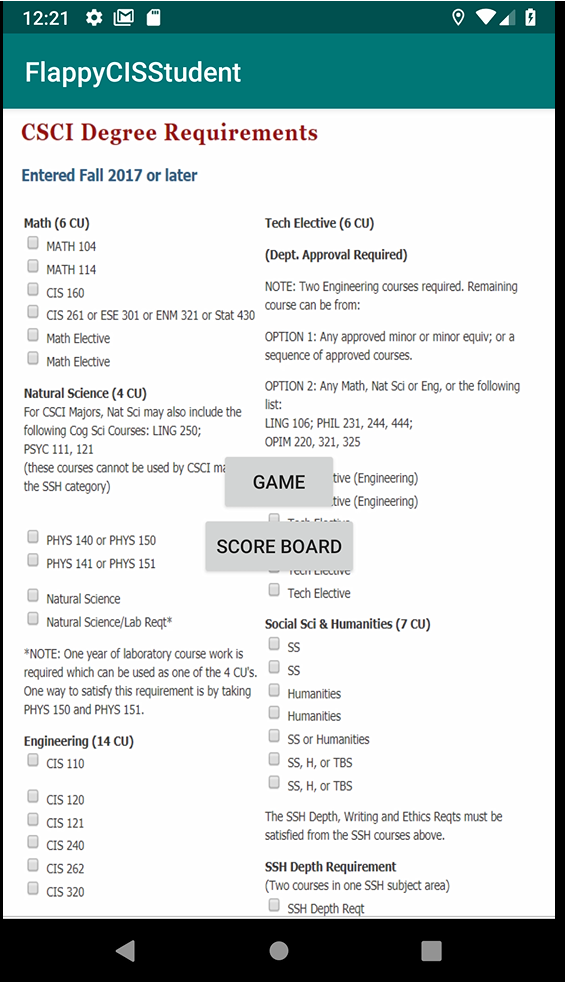 12:21
FlappyCISStudent
CSCI Degree Requirements
Entered Fall 2017 or later
Math (6 CU)
MATH 104
MATH 114
CIS 160
CIS 261 or ESE 301 or ENM 321 or Stat 430
Math Elective
Math Elective
Natural Science (4 CU)
For CSCI Majors, Nat Sci may also include the
following Cog Sci Courses: LING 250;
PSYC 111, 121
(these courses cannot be used by CSCI
the SSH category)
PHYS 140 or PHYS 150
PHYS 141 or PHYS 151
Natural Science
Natural Science/Lab Reqt*
*NOTE: One year of laboratory course work is
required which can be used as one of the 4 CU's.
One way to satisfy this requirement is by taking
PHYS 150 and PHYS 151.
Engineering (14 CU)
CIS 110
CIS 120
CIS 121
CIS 240
CIS 262
CIS 320
Tech Elective (6 CU)
(Dept. Approval Required)
NOTE: Two Engineering courses required. Remaining
course can be from:
OPTION 1: Any approved minor or minor equiv; or a
sequence of approved courses.
OPTION 2: Any Math, Nat Sci or Eng, or the following
list:
LING 106; PHIL 231, 244, 444;
OPIM 220, 321, 325
(Engineering)
(Engineering)
Tech Elective
Tech Elective
Tech Elective
Social Sci & Humanities (7 CU)
SS
SS
Humanities
Humanities
SS or Humanities
SS, H, or TBS
SS, H, or TBS
The SSH Depth, Writing and Ethics Reqts must be
satisfied from the SSH courses above.
SSH Depth Requirement
(Two courses in one SSH subject area)
SSH Depth Reqt
GAME
SCORE BOARD